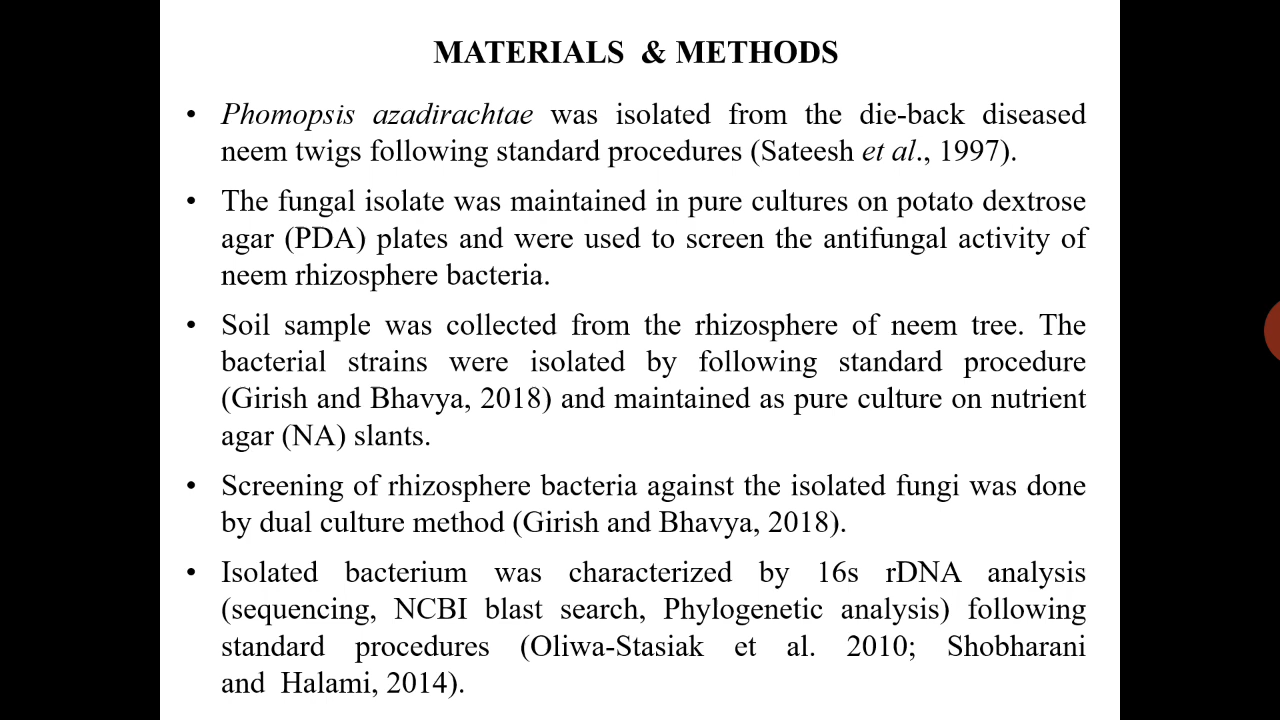 MATERIALS & METHODS
• Phomopsis azadirachtae was isolated from the die-back diseased
neem twigs following standard procedures (Sateesh et al., 1997).
• The fungal isolate was maintained in pure cultures on potato dextrose
agar (PDA) plates and were used to screen the antifungal activity of
neem rhizosphere bacteria.
• Soil sample was collected from the rhizosphere of neem tree. The
bacterial strains were isolated by following standard procedure
(Girish and Bhavya, 2018) and maintained as pure culture on nutrient
agar (NA) slants.
• Screening of rhizosphere bacteria against the isolated fungi was done
by dual culture method (Girish and Bhavya, 2018).
• Isolated bacterium was characterized by 16s rDNA analysis
(sequencing, NCBI blast search, Phylogenetic analysis) following
standard procedures (Oliwa-Stasiak et al. 2010; Shobharani
and Halami, 2014).